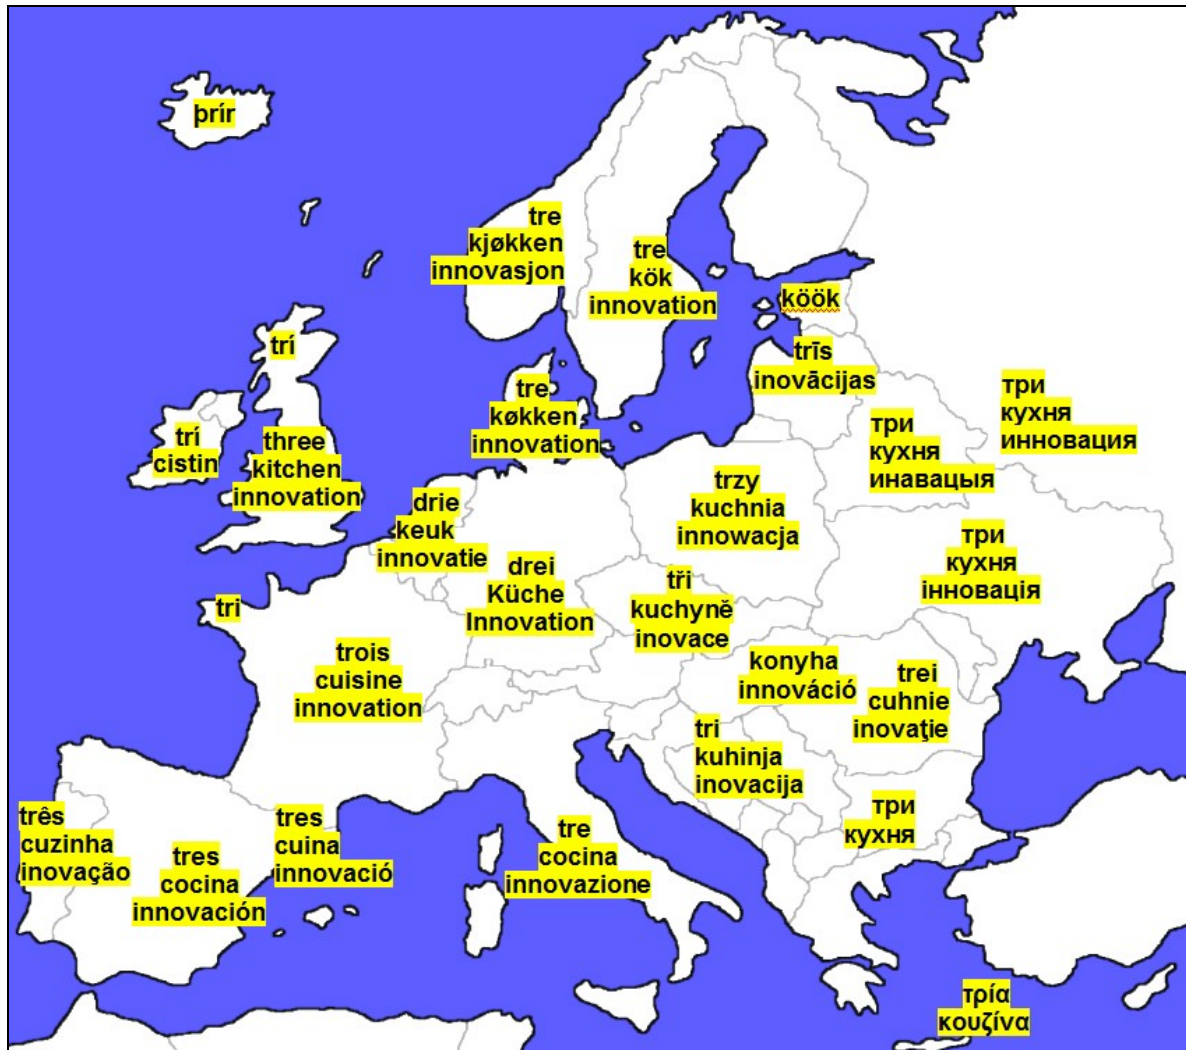 þrír
tre
kjøkken
innovasjon
tre
kök
innovation
köök
trí
trīs
inovācijas
tre
køkken
innovation
три
кухня
инновация
trí
cistin
three
kitchen
innovation
три
кухня
инавацыя
drie
keuk
innovatie
trzy
kuchnia
innowacja
три
кухня
інновація
drei
Küche
Innovation
tři
kuchyně
inovace
tri
trois
cuisine
innovation
konyha
innováció
trei
cuhnie
inovaţie
tri
kuhinja
inovacija
três
cuzinha
inovação
tres
cocina
innovación
tres
cuina
innovació
tre
cocina
innovazione
три
кухня
τρία
κουζίνα